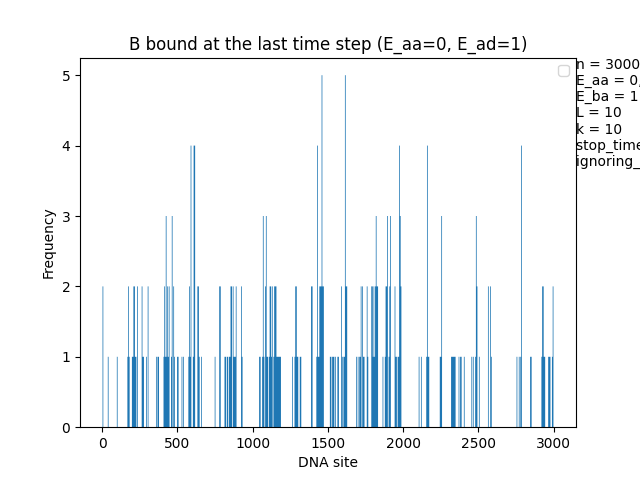 B bound at the last time step (E_aa=0, E_ad=1)
n = 3000
E_aa = 0,
E_ba = 1
L = 10
k = 10
stop_time
ignoring_
5
4
3
2
1
0
Frequency
0 500 1000 1500 2000 2500 3000
DNA site